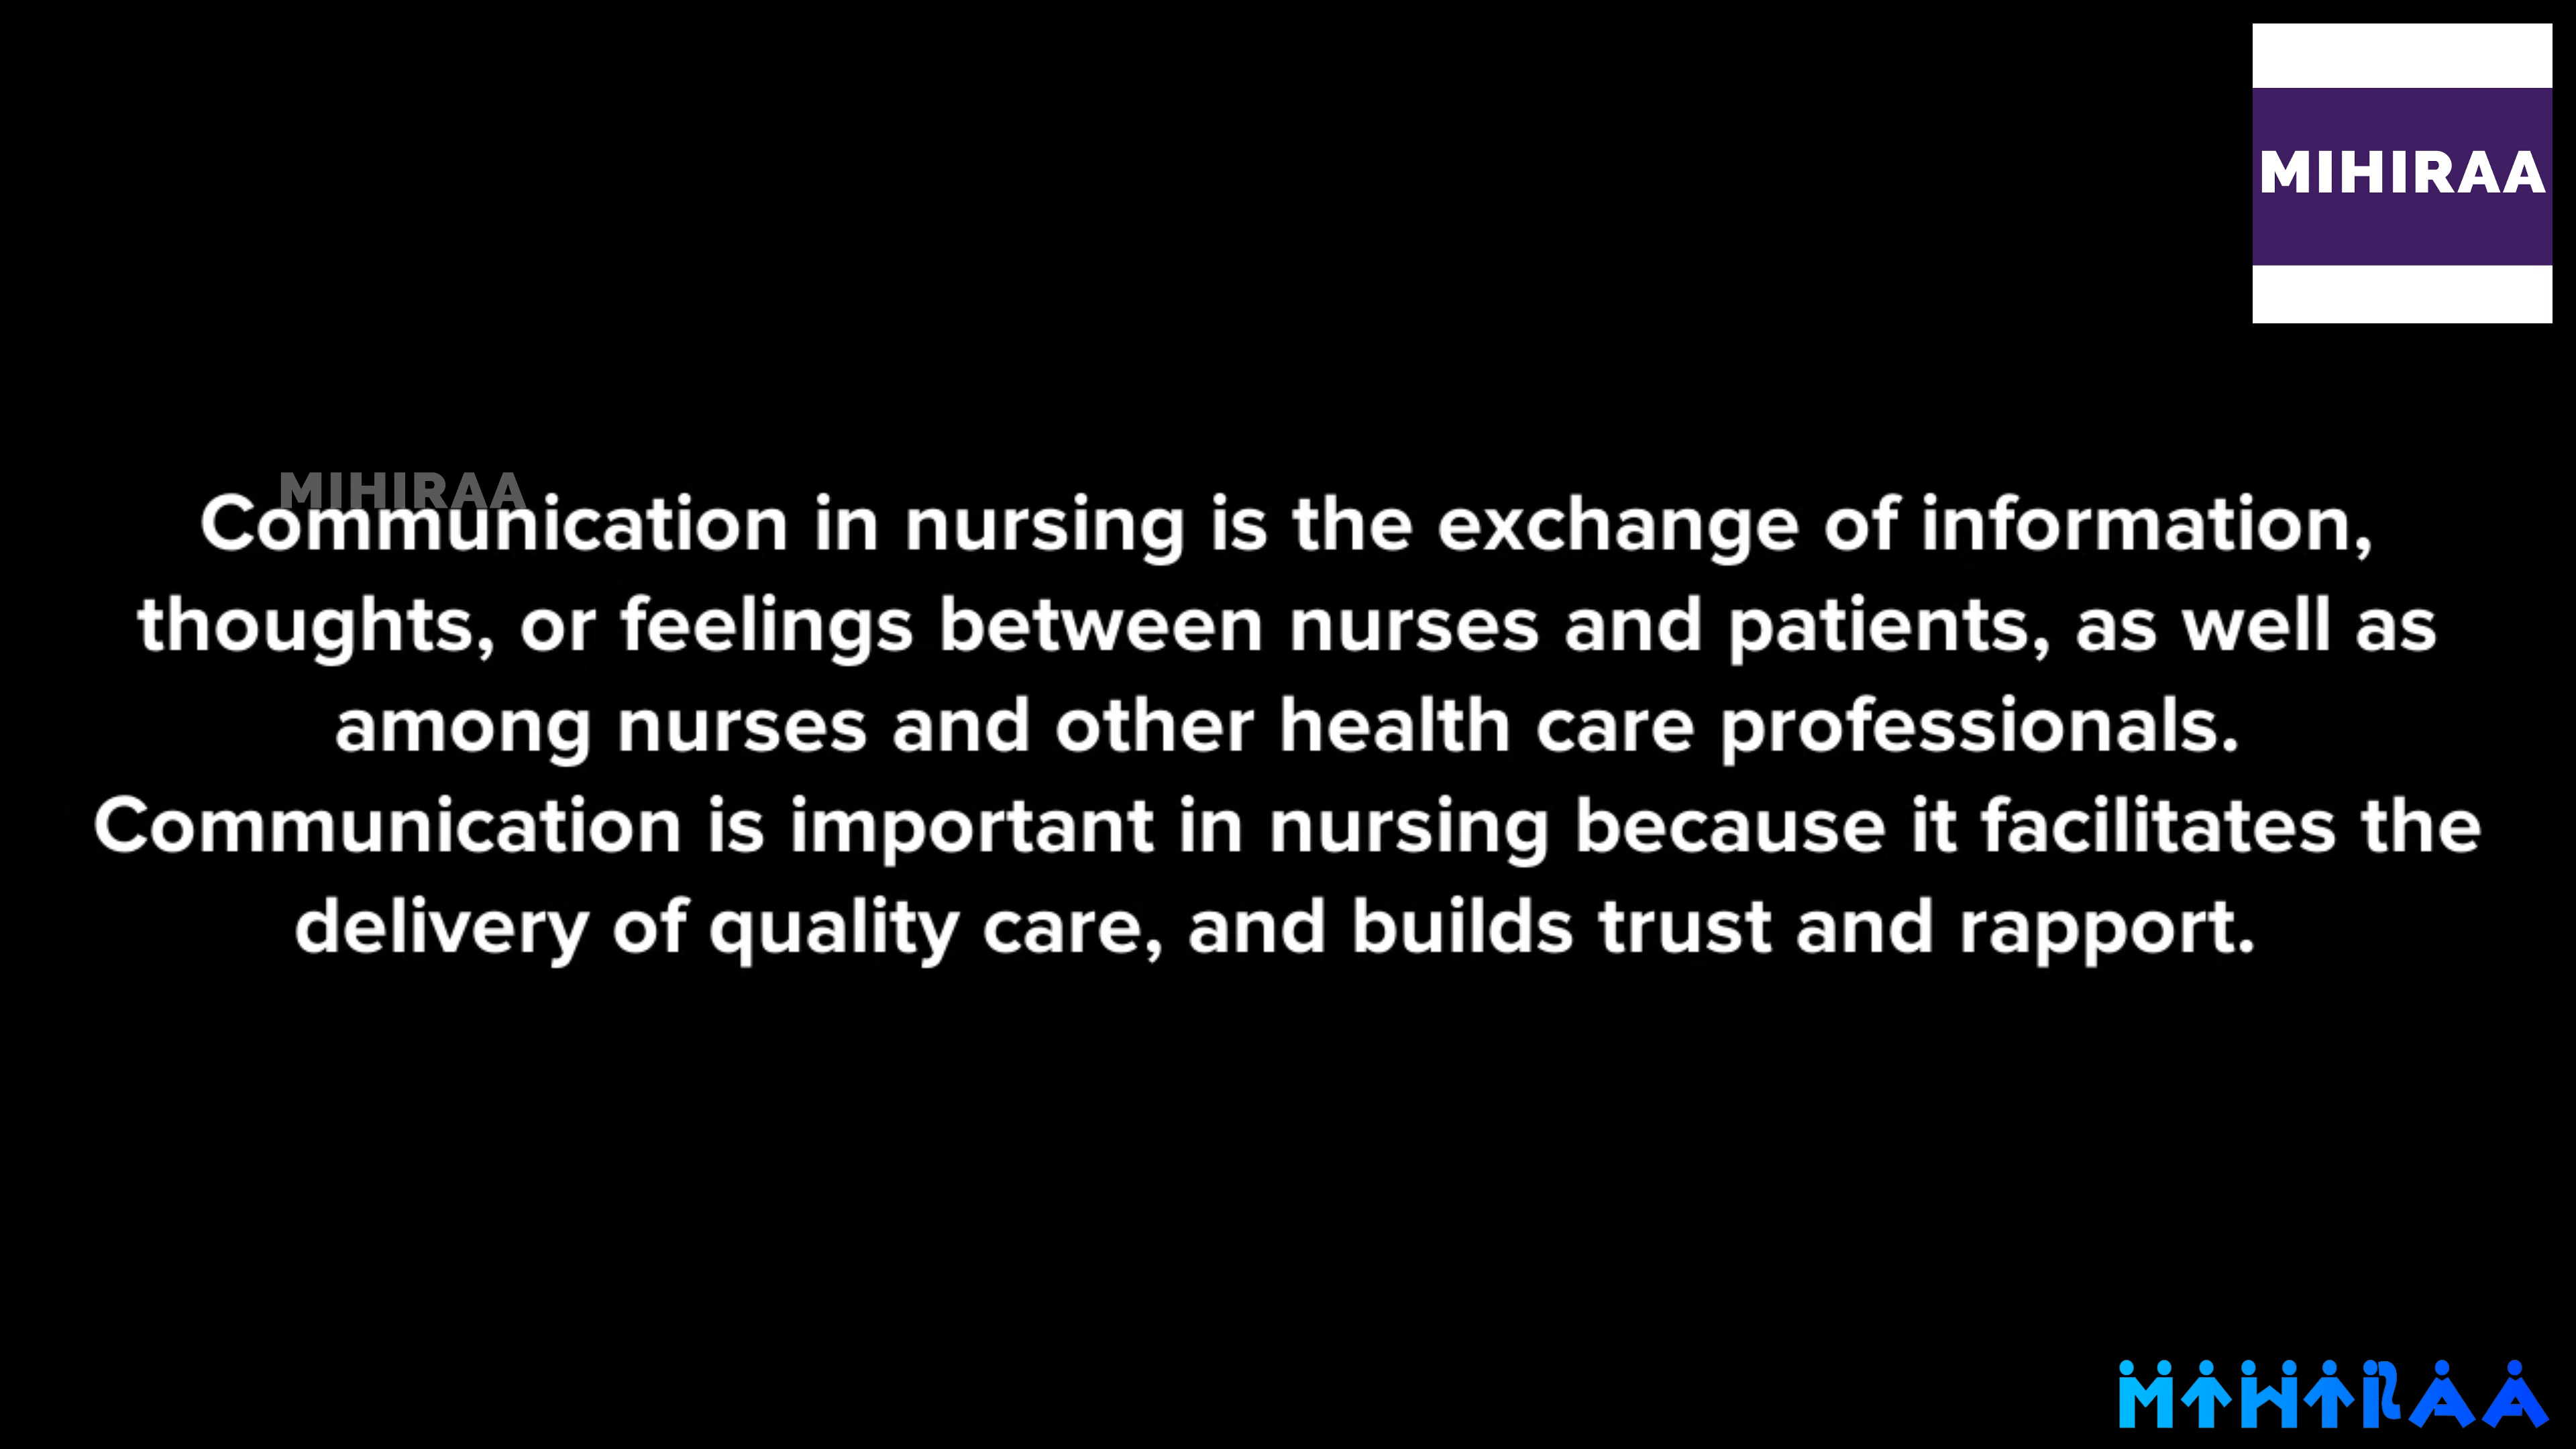 MIHIRAA
MIHIRAA
Communication in nursing is the exchange of information,
thoughts, or feelings between nurses and patients, as well as
among nurses and other health care professionals.
Communication is important in nursing because it facilitates the
delivery of quality care, and builds trust and rapport.
MIHIRAA